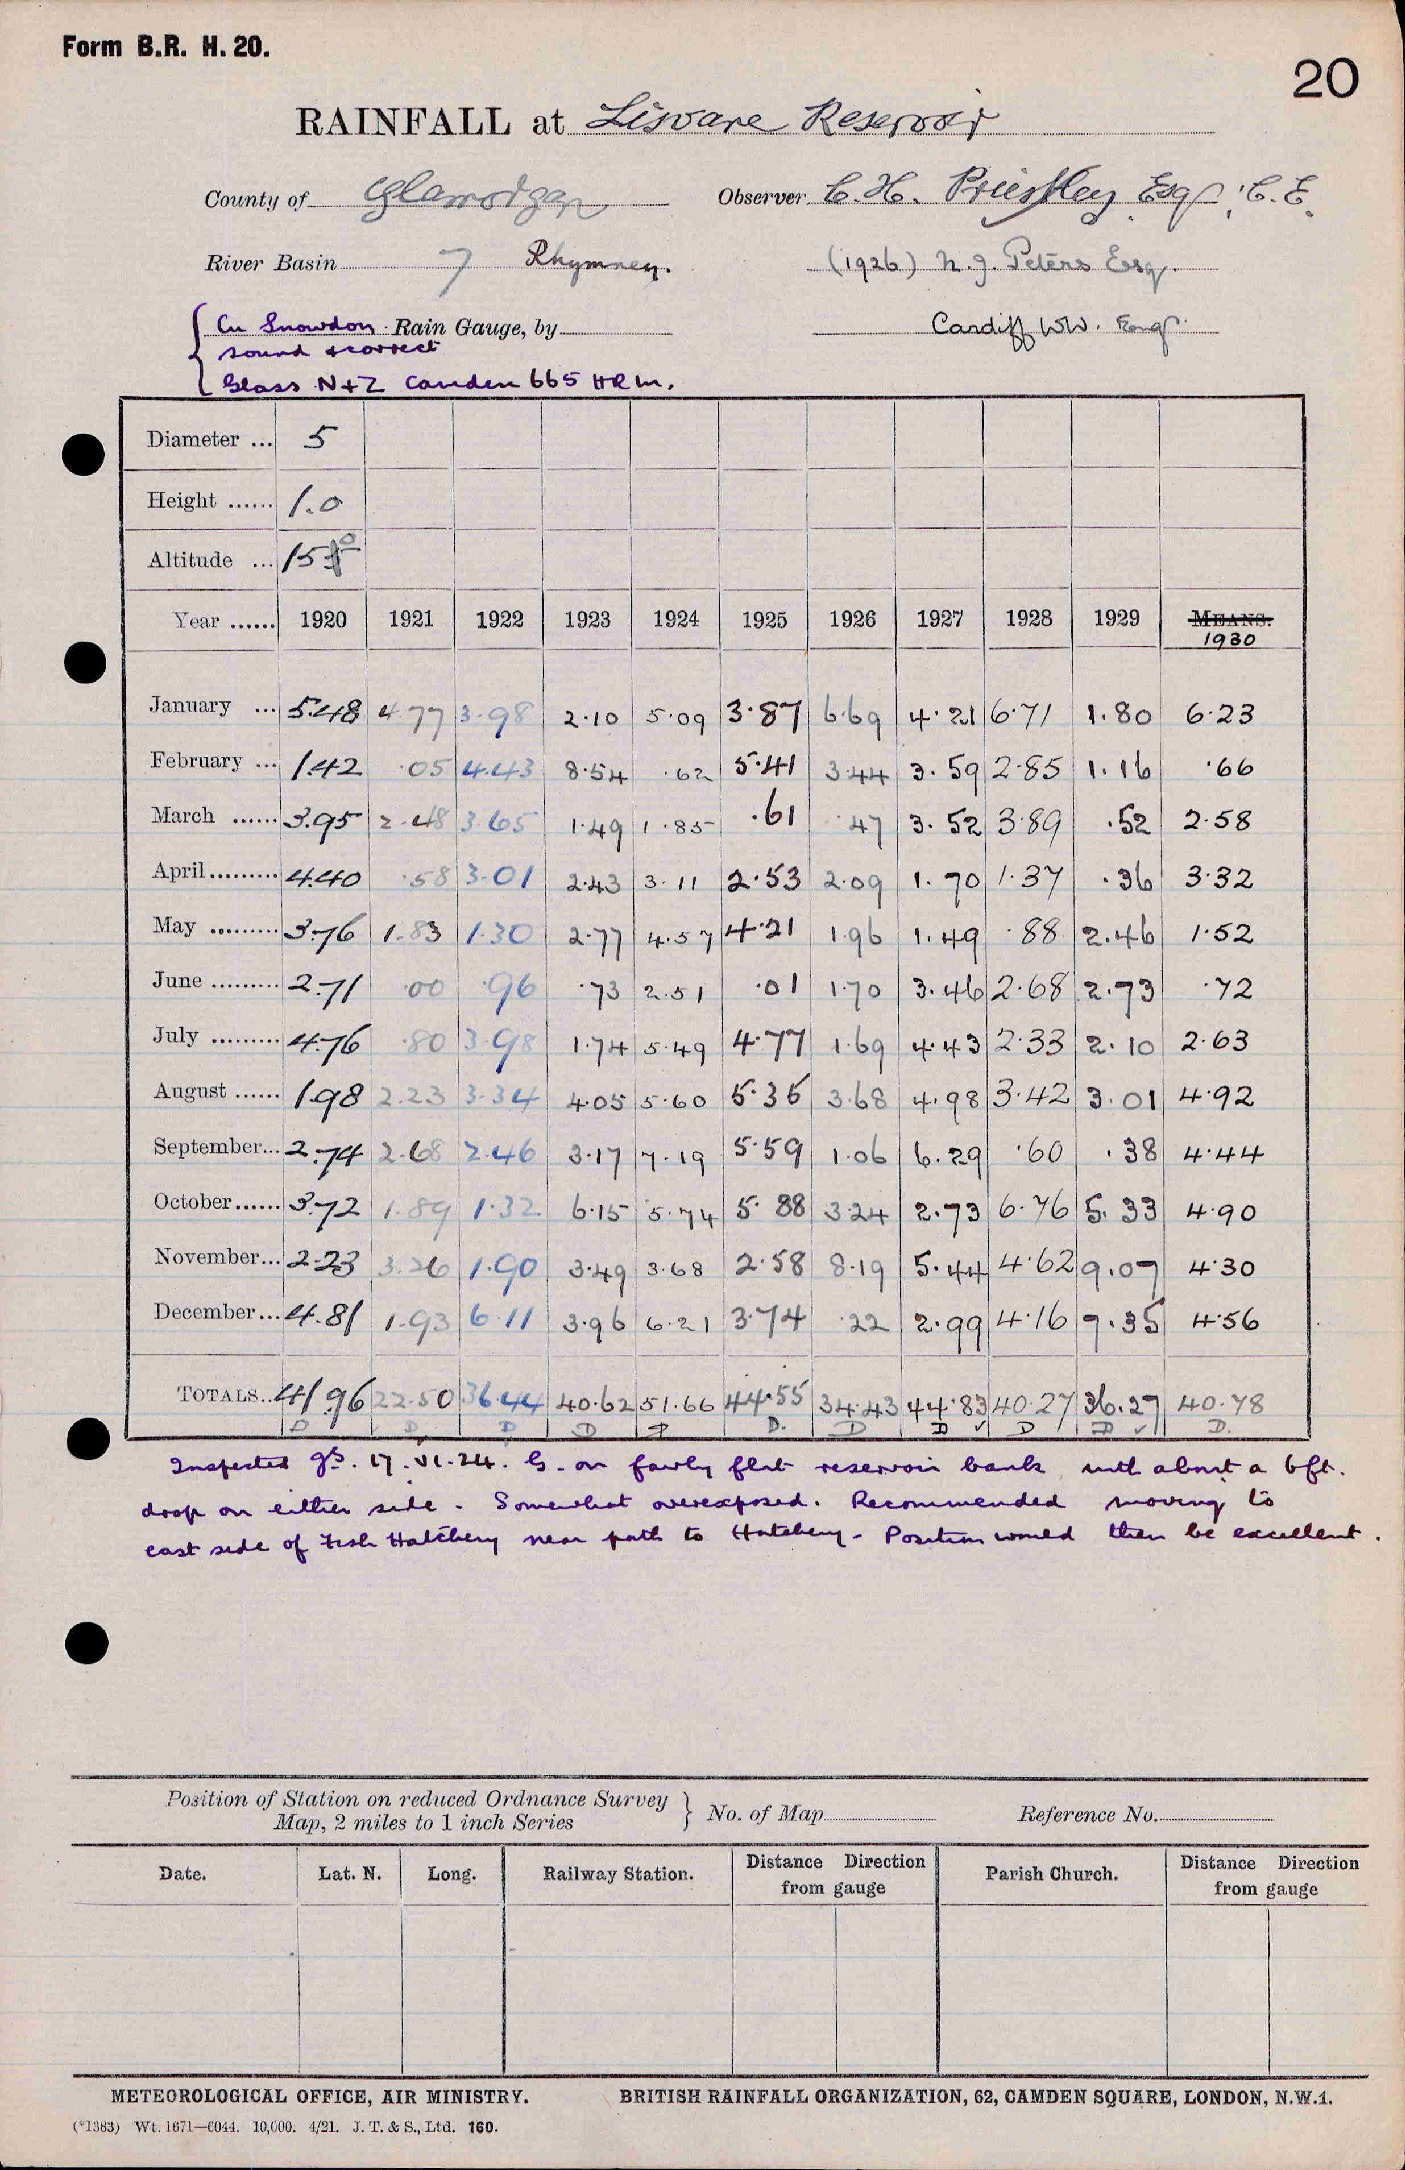 Form B.R. H. 20.
20
RAINFALL at Lisvane Reservoir
County of Glamorgan Observer C. H. Priestley Esq., C.E.
River Basin 7 Rhymney. (1926) N. J. Peters Esq.
Cu Snowdon Rain Gauge, by Cardiff WW. Eng.
sound & correct
Glass N+Z Camden 665 HRM.
Diameter ... 5
Height ...... 1.0
Altitude ... 15
Year ...... 1920 1921 1922 1923 1924 1925 1926 1927 1928 1929 MEANS. 1930
January ... 5.48 4.77 3.98 2.10 5.09 3.87 6.69 4.21 6.71 1.80 6.23
February ... 1.42 .05 4.43 8.54 .62 5.41 3.44 3.59 2.85 1.16 .66
March ...... 3.95 2.48 3.65 1.49 1.85 .61 .47 3.52 3.89 .52 2.58
April ......... 4.40 .58 3.01 2.43 3.11 2.53 2.09 1.70 1.37 .36 3.32
May ......... 3.76 1.83 1.30 2.77 4.57 4.21 1.96 1.49 .88 2.46 1.52
June ......... 2.71 .00 .96 .73 2.51 .01 1.70 3.46 2.68 2.73 .72
July ......... 4.76 .80 3.98 1.74 5.49 4.77 1.69 4.43 2.33 2.10 2.63
August ...... 1.98 2.23 3.34 4.05 5.60 5.35 3.68 4.98 3.42 3.01 4.92
September... 2.74 2.68 2.46 3.17 7.19 5.59 1.06 6.29 .60 .38 4.44
October ...... 3.72 1.89 1.32 6.15 5.74 5.88 3.24 2.73 6.76 5.33 4.90
November ... 2.23 3.26 1.90 3.49 3.68 2.58 8.19 5.44 4.62 9.07 4.30
December ... 4.81 1.93 6.11 3.96 6.21 3.74 .22 2.99 4.16 7.35 4.56
TOTALS.. 41.96 22.50 36.44 40.62 51.66 44.55 34.43 44.83 40.27 36.27 40.78
D D D D D D. D D ✓ D D ✓ D.
Inspected 17.VI.24. G. on fairly flat reservoir bank with about a 6ft.
drop on either side. Somewhat overexposed. Recommended moving to
east side of Fish Hatchery near path to Hatchery - Position would then be excellent.
Position of Station on reduced Ordnance Survey
Map, 2 miles to 1 inch Series } No. of Map Reference No.
Date. Lat. N. Long. Railway Station. Distance Direction from gauge Parish Church. Distance Direction from gauge
METEOROLOGICAL OFFICE, AIR MINISTRY. BRITISH RAINFALL ORGANIZATION, 62, CAMDEN SQUARE, LONDON, N.W.1.
(*1383) Wt. 1671—6044. 10,000. 4/21. J. T. & S., Ltd. 160.